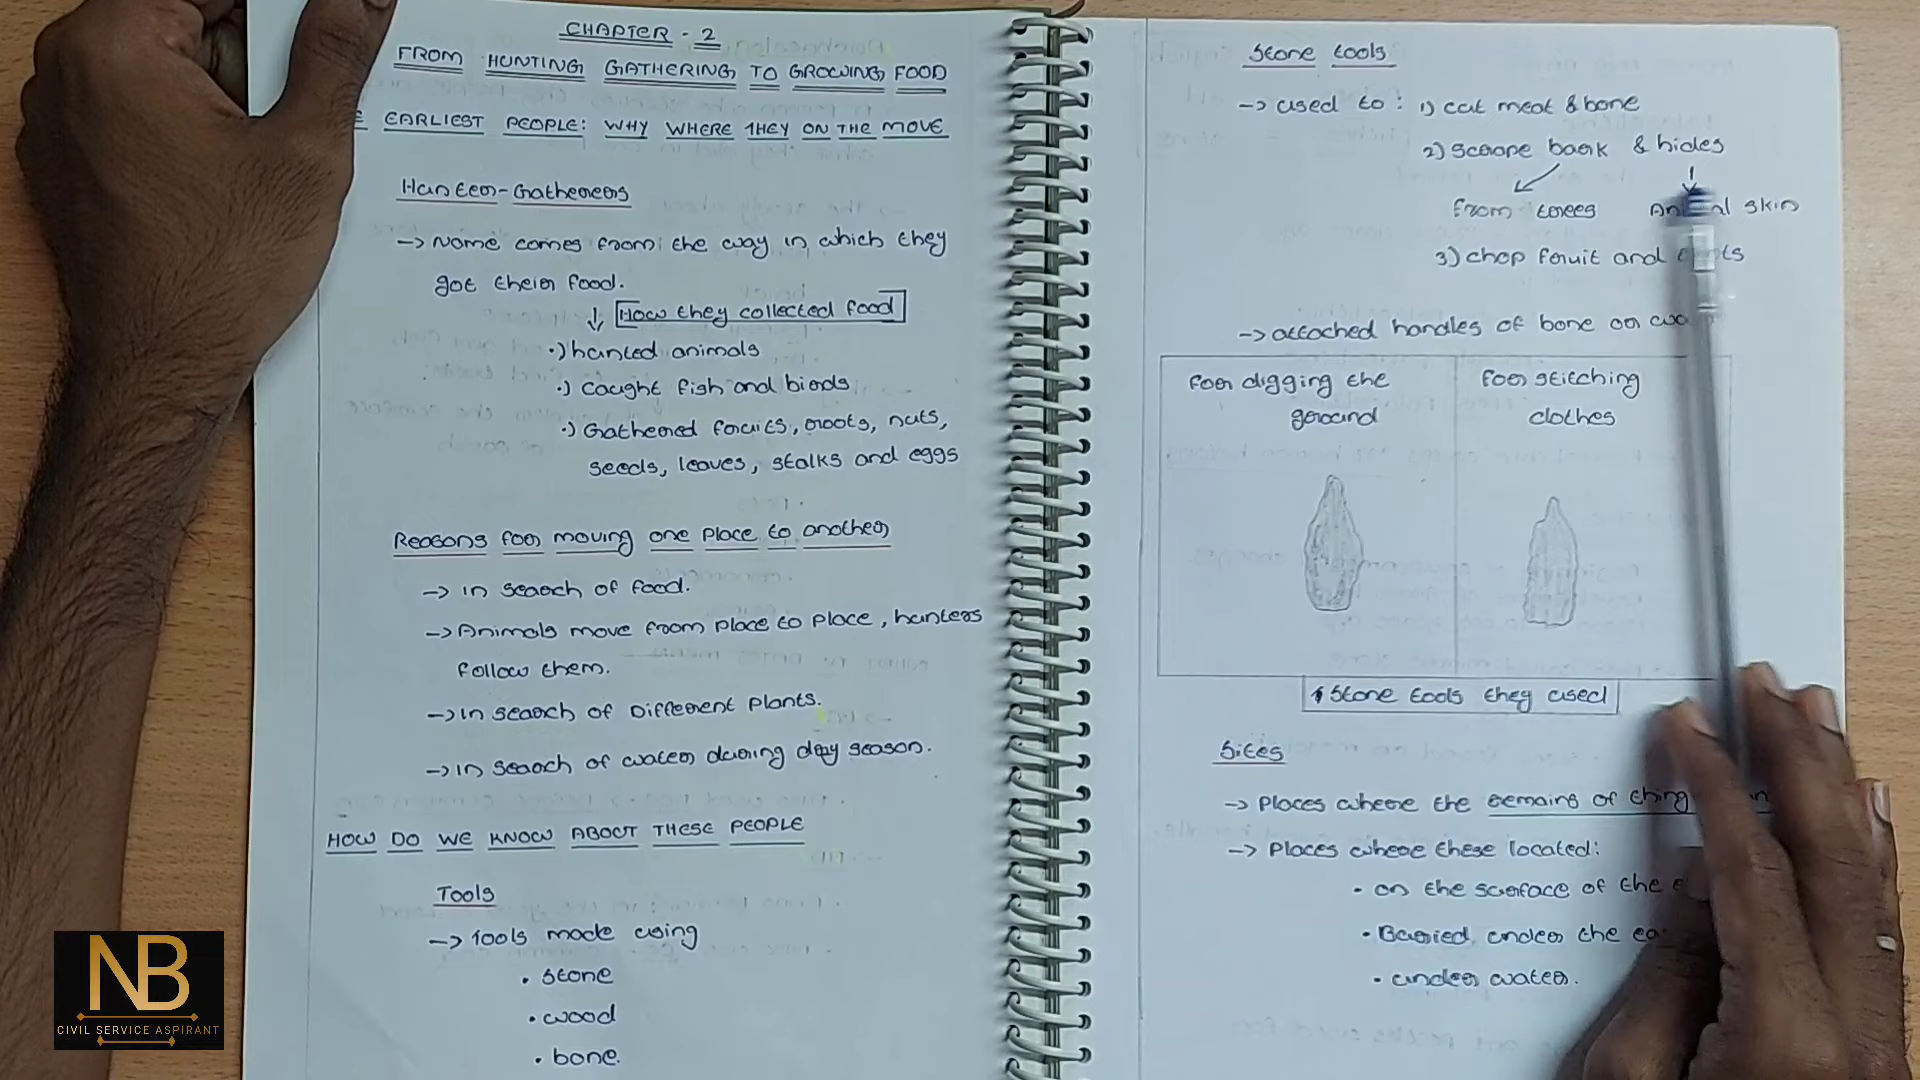 CHAPTER - 2
FROM HUNTING GATHERING TO GROWING FOOD
EARLIEST PEOPLE: WHY WHERE THEY ON THE MOVE
Hunter-Gatherers
-> Name comes from the way in which they
got their food.
↓ How they collected food
·) hunted animals
·) caught fish and birds
·) Gathered fruits, roots, nuts,
seeds, leaves, stalks and eggs
Reasons for moving one place to another
-> In search of food.
-> Animals move from place to place, hunters
follow them.
-> In search of Different plants.
-> In search of water during dry season.
HOW DO WE KNOW ABOUT THESE PEOPLE
Tools
-> Tools made using
· stone
· wood
· bone.
Stone tools
-> used to: 1) cut meat & bone
2) scrape bark & hides
from trees skin
3) chop fruit and
-> attached handles of bone or
For digging the
ground
For stitching
clothes
Stone tools they used
Sites
-> Places where the remains of
-> Places where these located:
· on the surface of the
· Buried under the
· under water.
NB
CIVIL SERVICE ASPIRANT